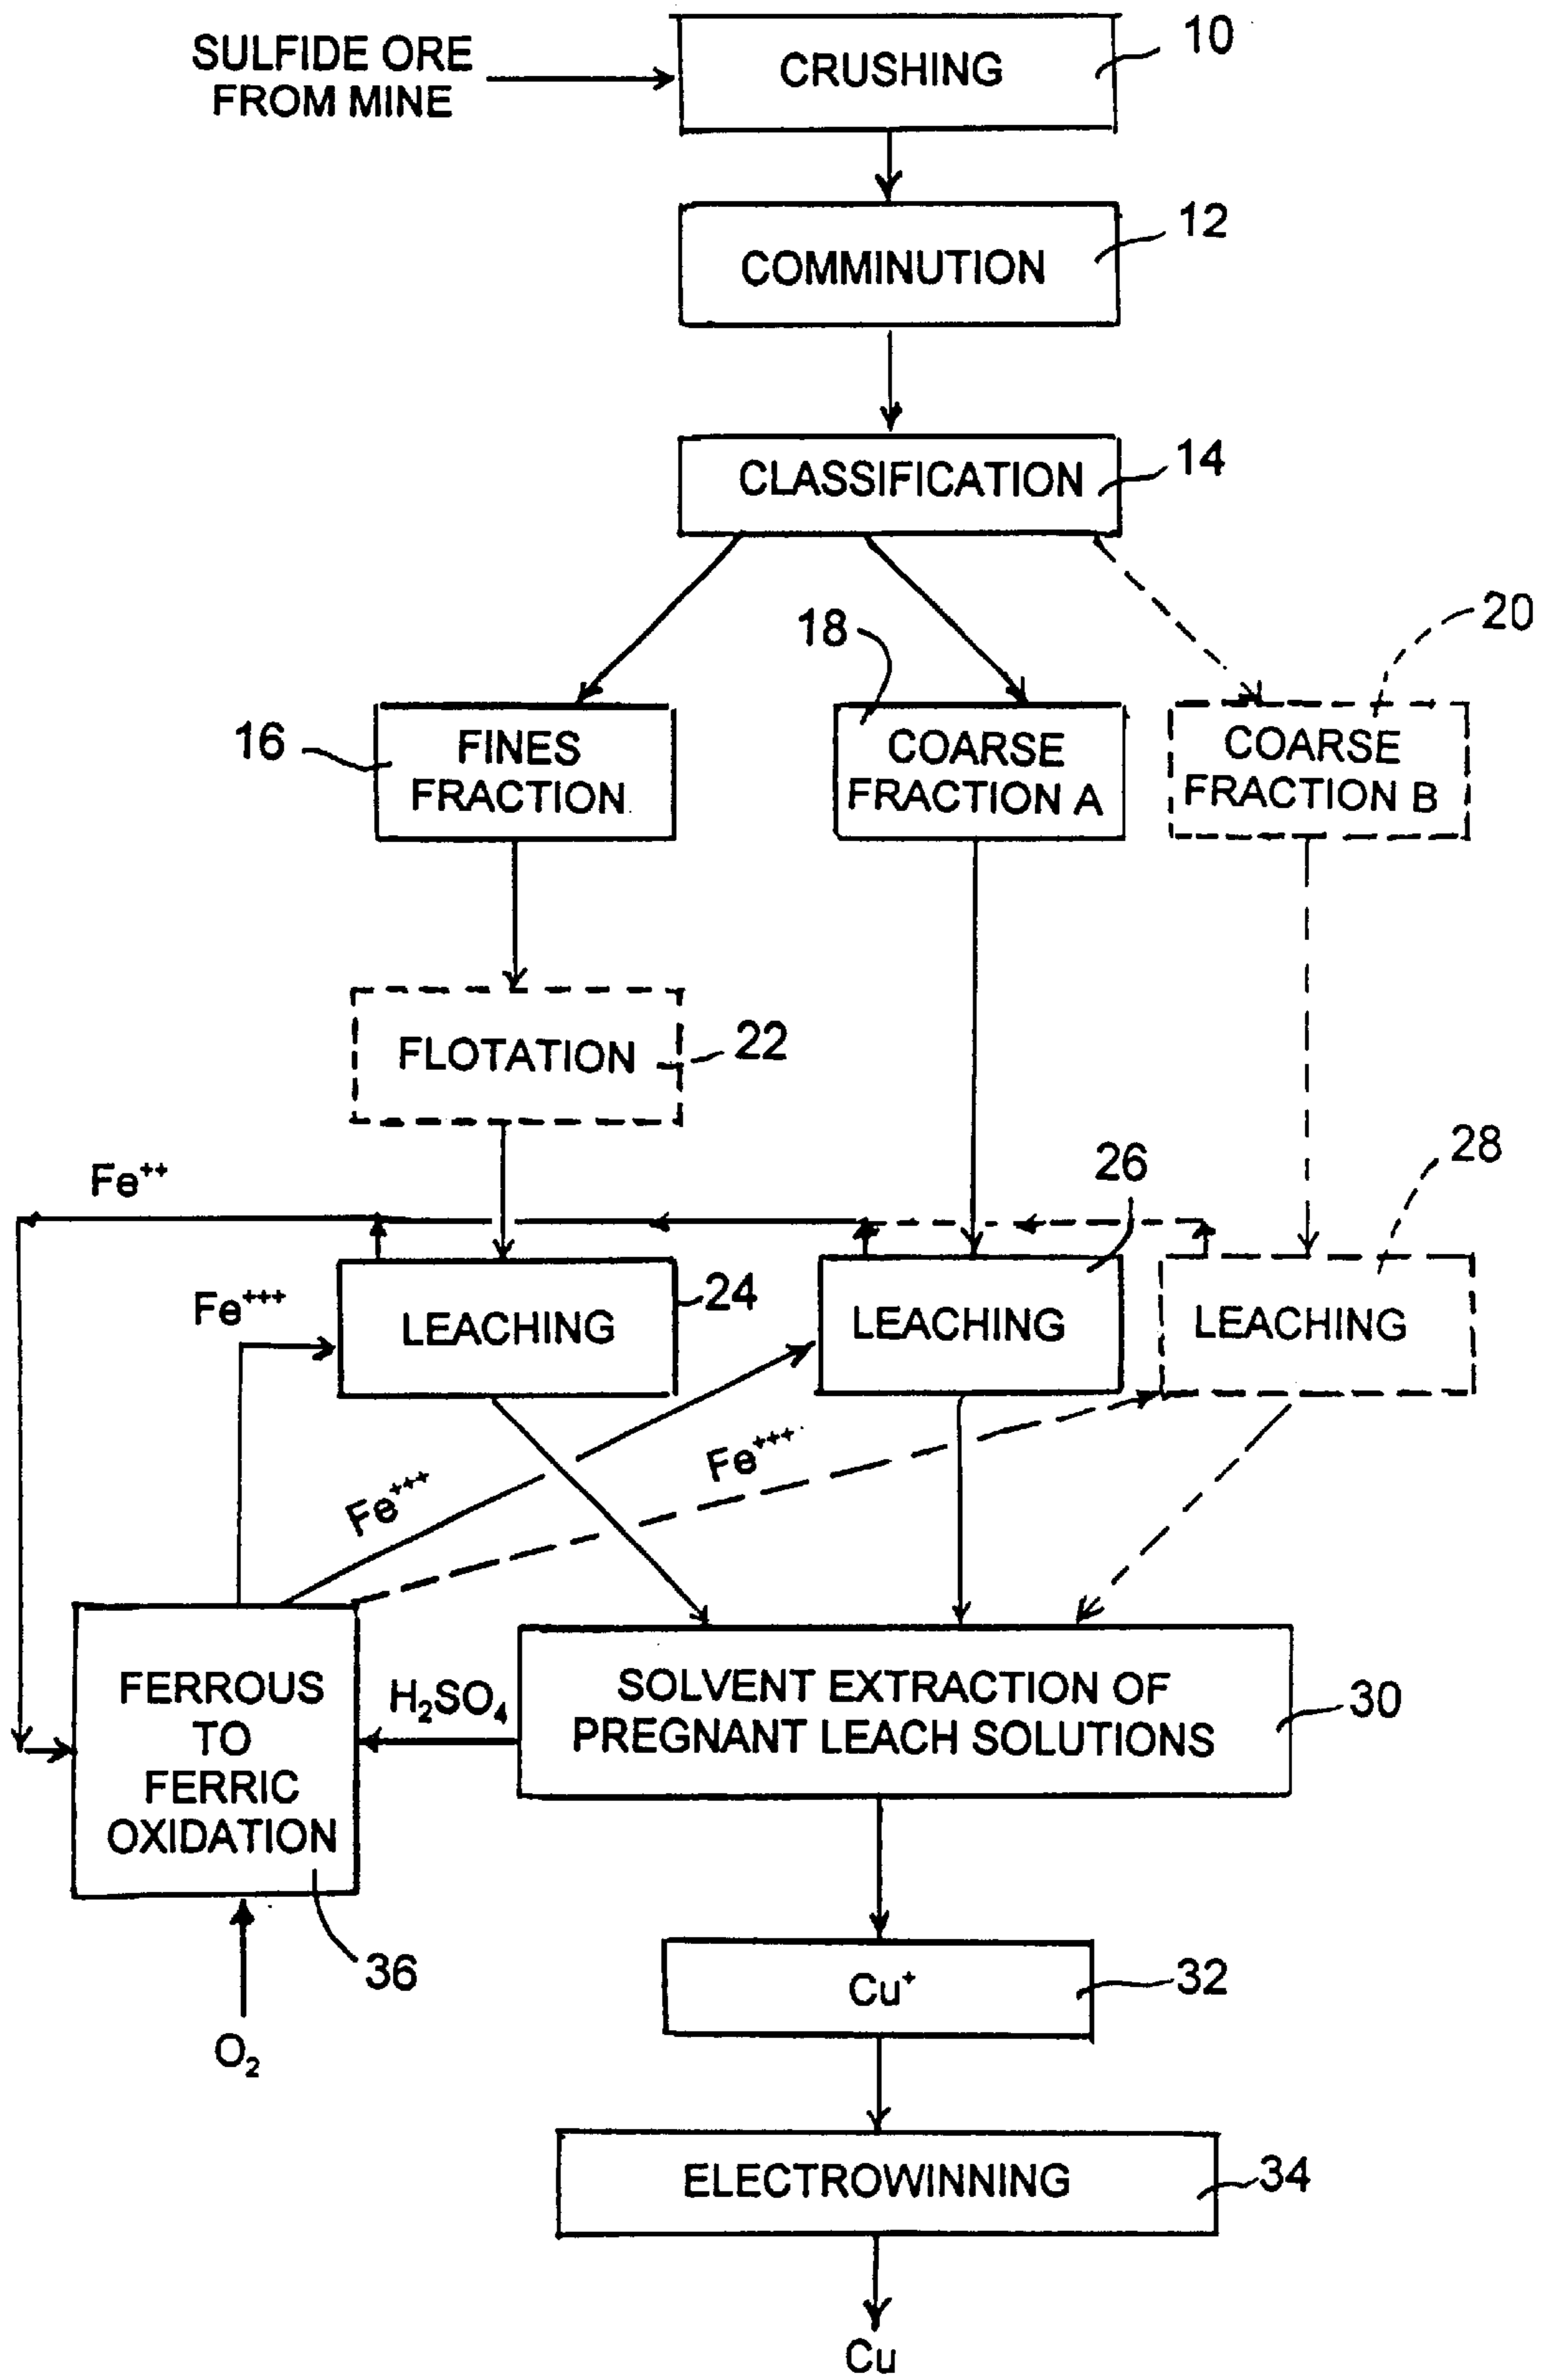 SULFIDE ORE
FROM MINE
CRUSHING
10
COMMINUTION
12
CLASSIFICATION
14
16
FINES
FRACTION
18
COARSE
FRACTION A
20
COARSE
FRACTION B
FLOTATION
22
Fe⁺⁺
26
28
Fe⁺⁺⁺
LEACHING
24
LEACHING
LEACHING
Fe⁺⁺⁺
Fe⁺⁺⁺
FERROUS
TO
FERRIC
OXIDATION
36
O₂
H₂SO₄
SOLVENT EXTRACTION OF
PREGNANT LEACH SOLUTIONS
30
Cu⁺
32
ELECTROWINNING
34
Cu